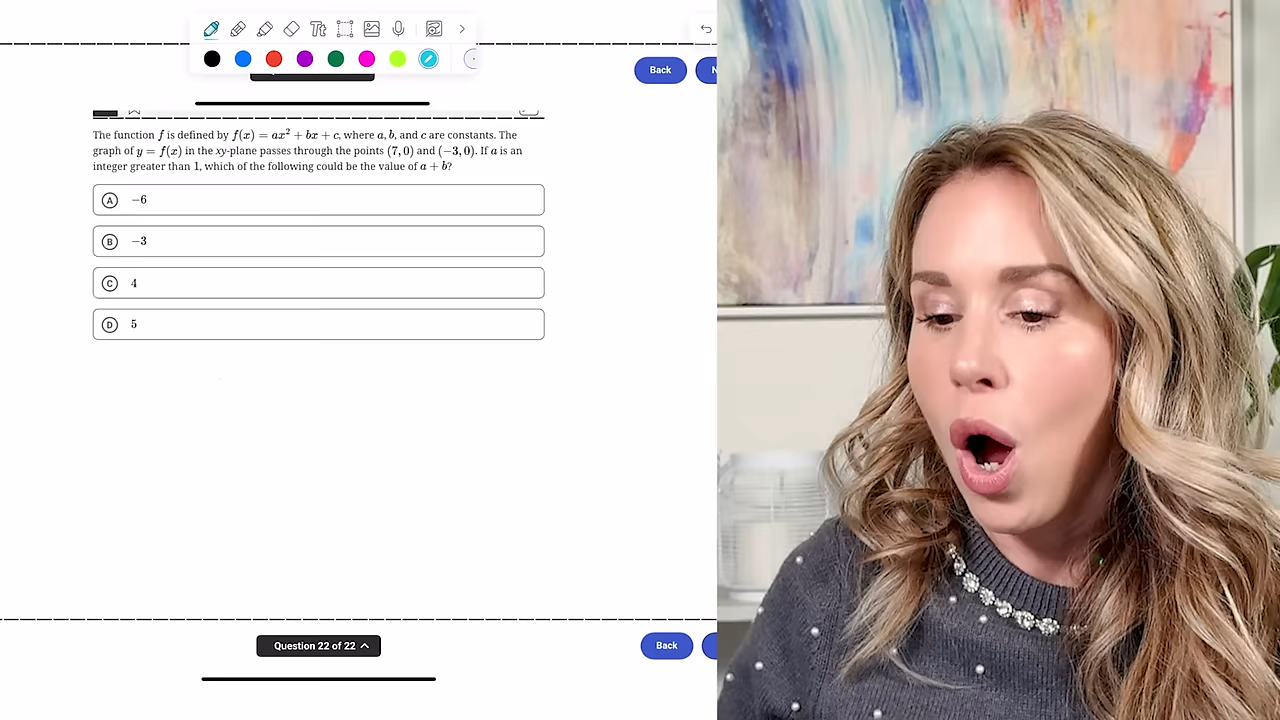 Tt
Back
The function f is defined by f(x) = ax² + bx + c, where a, b, and c are constants. The
graph of y = f(x) in the xy-plane passes through the points (7, 0) and (−3, 0). If a is an
integer greater than 1, which of the following could be the value of a + b?
A −6
B −3
C 4
D 5
Question 22 of 22
Back